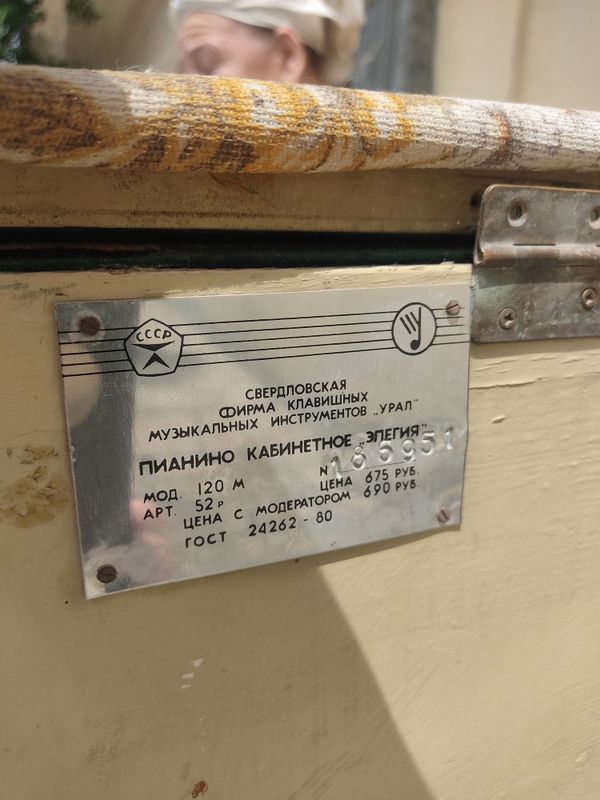 СССР
СВЕРДЛОВСКАЯ
ФИРМА КЛАВИШНЫХ
МУЗЫКАЛЬНЫХ ИНСТРУМЕНТОВ „УРАЛ"
ПИАНИНО КАБИНЕТНОЕ „ЭЛЕГИЯ"
МОД. 120 М N 186951
АРТ. 52 Р ЦЕНА 675 РУБ.
ЦЕНА С МОДЕРАТОРОМ 690 РУБ.
ГОСТ 24262 - 80